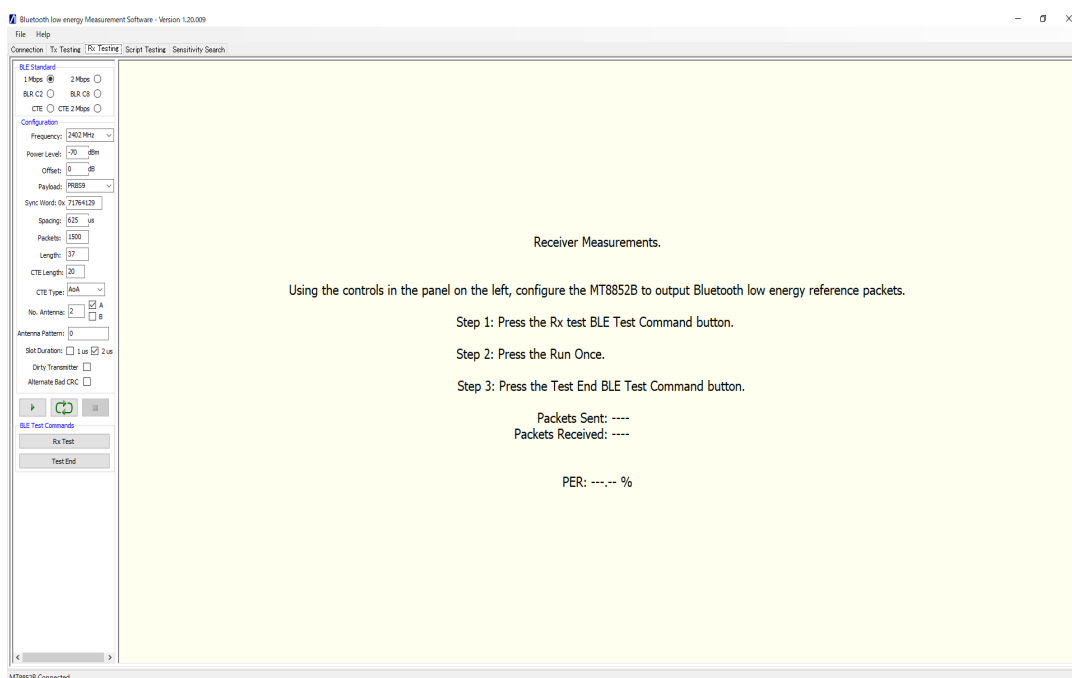 Bluetooth low energy Measurement Software - Version 1.20.009
File Help
Connection Tx Testing Rx Testing Script Testing Sensitivity Search
BLE Standard
1 Mbps 2 Mbps
BLR C2 BLR C8
CTE CTE 2 Mbps
Configuration
Frequency: 2402 MHz
Power Level: -70 dBm
Offset: 0 dB
Payload: PRBS9
Sync Word: 0x 71764129
Spacing: 625 us
Packets: 1500
Length: 37
CTE Length: 20
CTE Type: AoA
No. Antenna: 2 A
B
Antenna Pattern: 0
Slot Duration: 1 us 2 us
Dirty Transmitter
Alternate Bad CRC
BLE Test Commands
Rx Test
Test End
Receiver Measurements.
Using the controls in the panel on the left, configure the MT8852B to output Bluetooth low energy reference packets.
Step 1: Press the Rx test BLE Test Command button.
Step 2: Press the Run Once.
Step 3: Press the Test End BLE Test Command button.
Packets Sent: ----
Packets Received: ----
PER: ---.-- %
MT8852B Connected